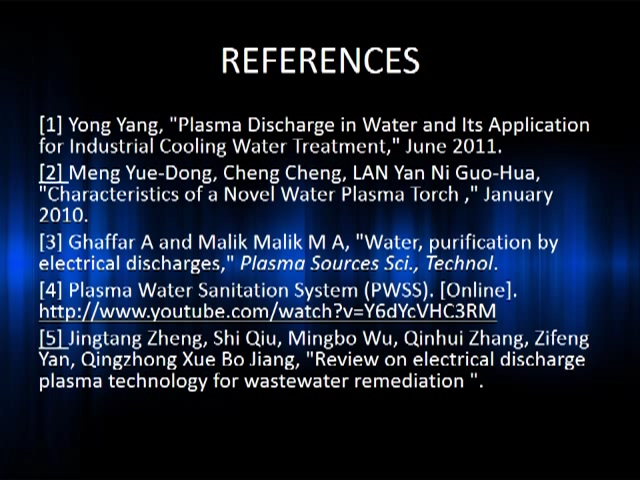 REFERENCES
[1] Yong Yang, "Plasma Discharge in Water and Its Application
for Industrial Cooling Water Treatment," June 2011.
[2] Meng Yue-Dong, Cheng Cheng, LAN Yan Ni Guo-Hua,
"Characteristics of a Novel Water Plasma Torch ," January
2010.
[3] Ghaffar A and Malik Malik M A, "Water, purification by
electrical discharges," Plasma Sources Sci., Technol.
[4] Plasma Water Sanitation System (PWSS). [Online].
http://www.youtube.com/watch?v=Y6dYcVHC3RM
[5] Jingtang Zheng, Shi Qiu, Mingbo Wu, Qinhui Zhang, Zifeng
Yan, Qingzhong Xue Bo Jiang, "Review on electrical discharge
plasma technology for wastewater remediation ".